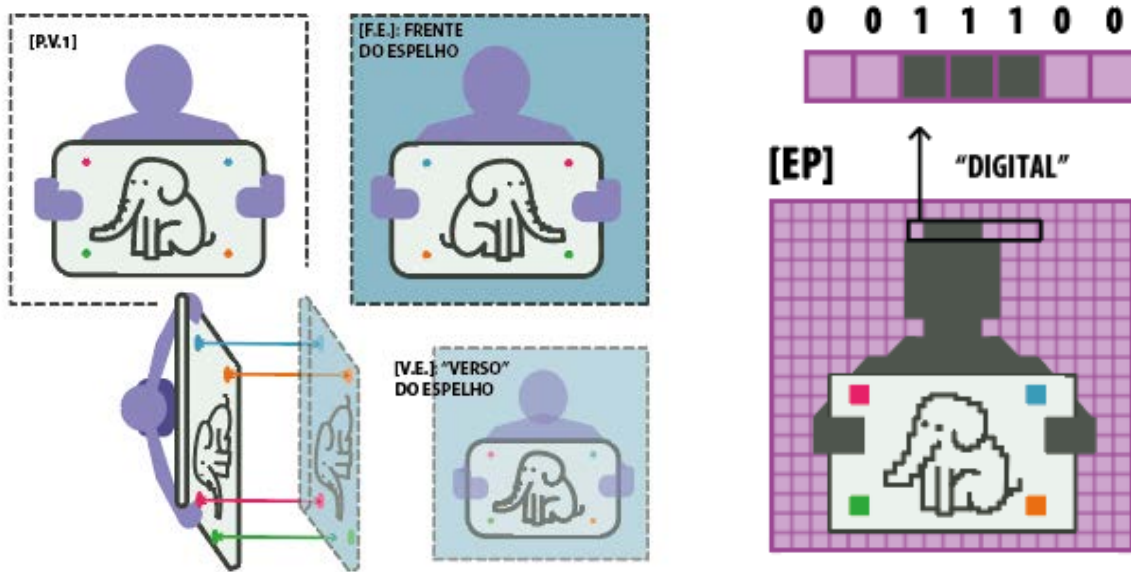 [P.V.1]
[F.E.]: FRENTE
DO ESPELHO
0 0 1 1 1 0 0
[EP]
"DIGITAL"
[V.E.]: "VERSO"
DO ESPELHO